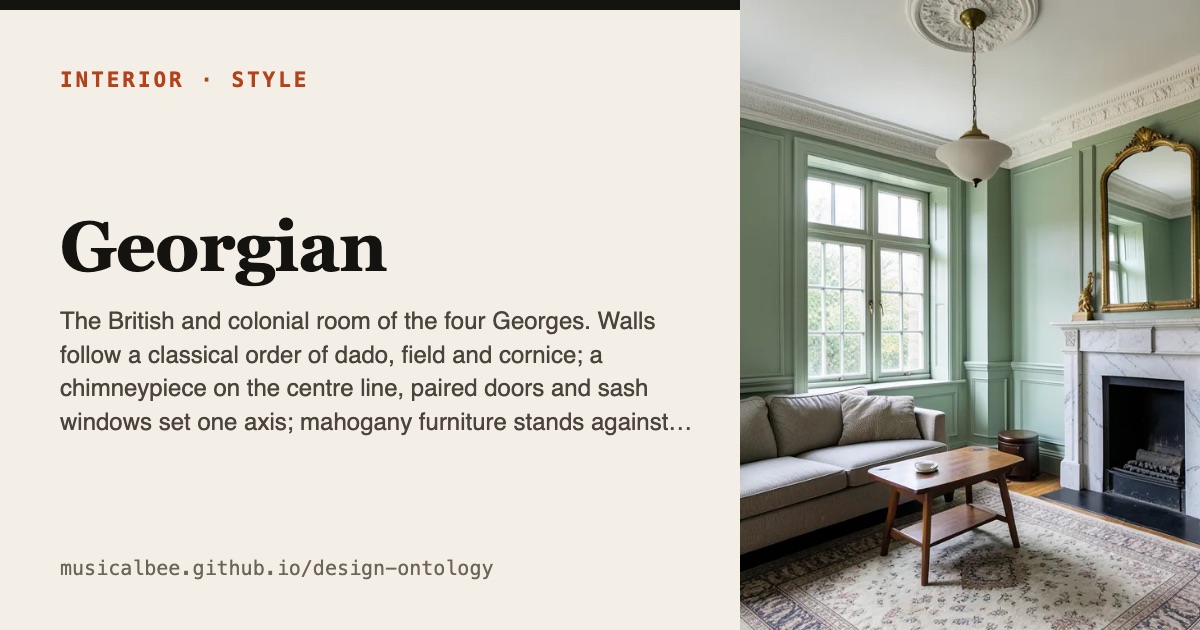 INTERIOR · STYLE
Georgian
The British and colonial room of the four Georges. Walls
follow a classical order of dado, field and cornice; a
chimneypiece on the centre line, paired doors and sash
windows set one axis; mahogany furniture stands against…
musicalbee.github.io/design-ontology